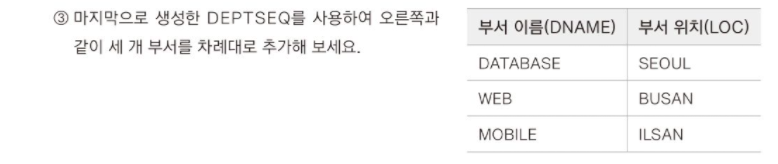 ③ 마지막으로 생성한 DEPTSEQ를 사용하여 오른쪽과
같이 세 개 부서를 차례대로 추가해 보세요.
부서 이름(DNAME) 부서 위치(LOC)
DATABASE SEOUL
WEB BUSAN
MOBILE ILSAN